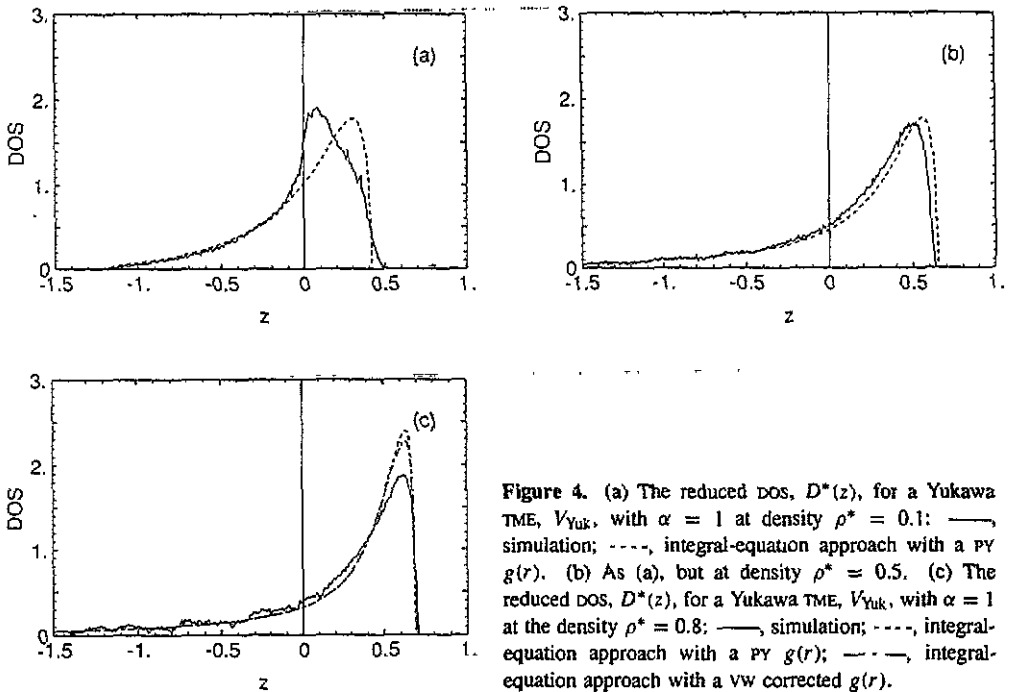 3.
2.
1.
0.
DOS
(a)
-1.5
-1.
-0.5
0
0.5
1.
z
3.
2.
1.
0.
DOS
(b)
-1.5
-1.
-0.5
0
0.5
1.
z
3.
2.
1.
0.
DOS
(c)
-1.5
-1.
-0.5
0
0.5
1.
z
Figure 4. (a) The reduced DOS, D*(z), for a Yukawa
TME, V_Yuk, with α = 1 at density ρ* = 0.1: ——,
simulation; ----, integral-equation approach with a PY
g(r). (b) As (a), but at density ρ* = 0.5. (c) The
reduced DOS, D*(z), for a Yukawa TME, V_Yuk, with α = 1
at the density ρ* = 0.8: ——, simulation; ----, integral-
equation approach with a PY g(r); —·—, integral-
equation approach with a VW corrected g(r).